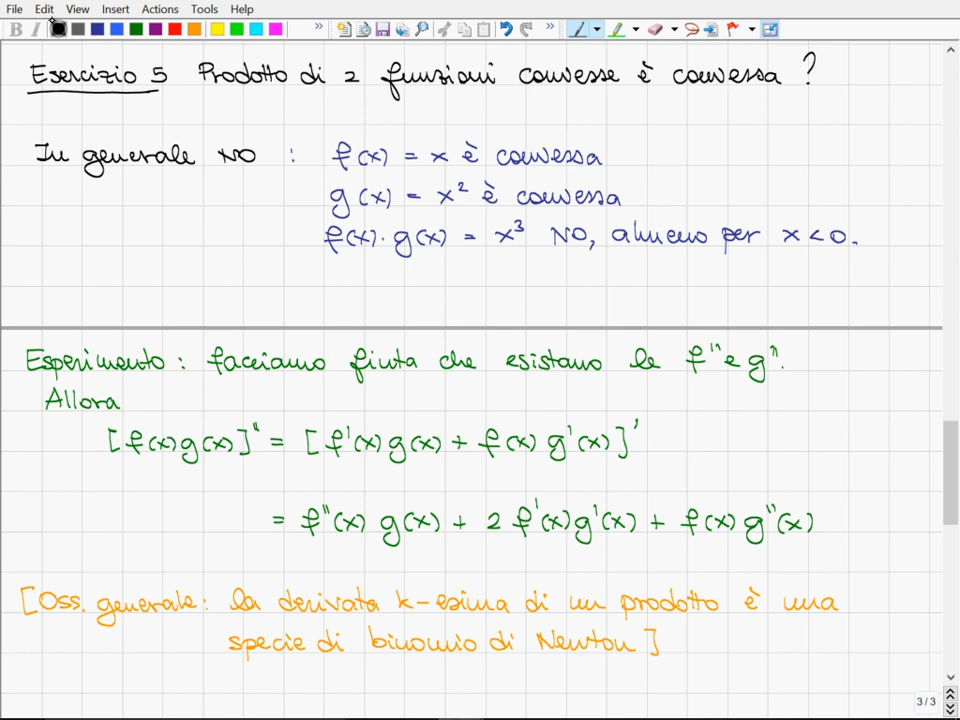 File Edit View Insert Actions Tools Help
B I
Esercizio 5 Prodotto di 2 funzioni convesse è convessa ?
In generale NO : f(x) = x è convessa
g(x) = x² è convessa
f(x)·g(x) = x³ NO, almeno per x < 0.
Esperimento : facciamo finta che esistano le f'' e g''.
Allora
[f(x)g(x)]'' = [f'(x)g(x) + f(x)g'(x)]'
= f''(x) g(x) + 2 f'(x)g'(x) + f(x)g''(x)
[Oss. generale : la derivata k-esima di un prodotto è una
specie di binomio di Newton]
3 / 3